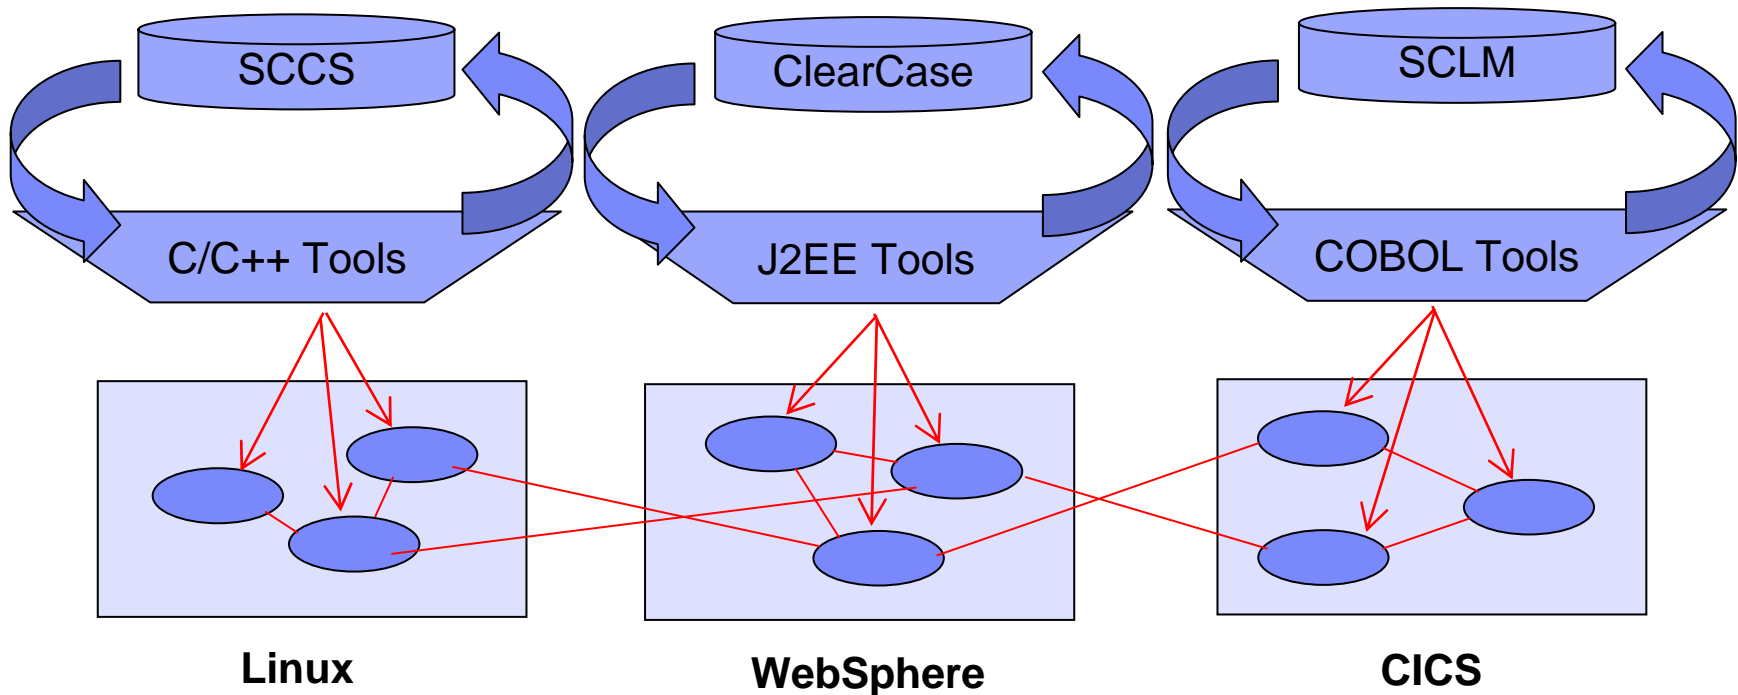 SCCS
ClearCase
SCLM
C/C++ Tools
J2EE Tools
COBOL Tools
Linux
WebSphere
CICS